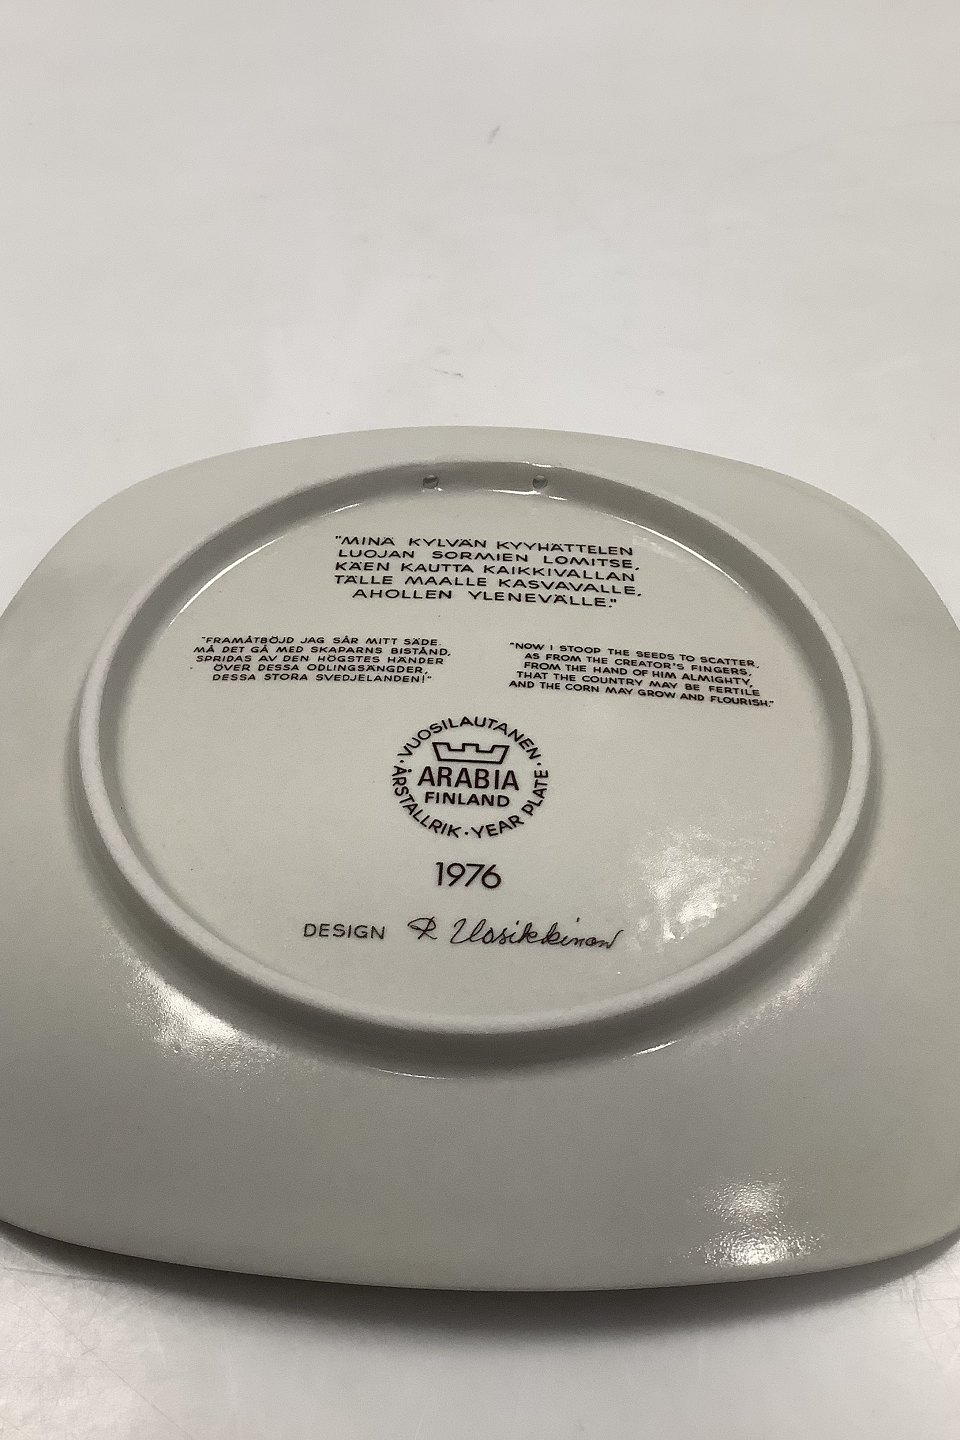 "MINÄ KYLVÄN KYYHÄTTELEN
LUOJAN SORMIEN LOMITSE,
KÄEN KAUTTA KAIKKIVALLAN
TÄLLE MAALLE KASVAVALLE,
AHOLLEN YLENEVÄLLE."
"FRAMÅTBÖJD JAG SÅR MITT SÄDE.
MÅ DET GÅ MED SKAPARNS BISTÅND,
SPRIDAS AV DEN HÖGSTES HÄNDER
ÖVER DESSA ODLINGSÄNGDER,
DESSA STORA SVEDJELANDEN!"
"NOW I STOOP THE SEEDS TO SCATTER,
AS FROM THE CREATOR'S FINGERS,
FROM THE HAND OF HIM ALMIGHTY,
THAT THE COUNTRY MAY BE FERTILE
AND THE CORN MAY GROW AND FLOURISH."
·VUOSILAUTANEN·
ARABIA
FINLAND
ÅRSTALLRIK·YEAR PLATE
1976
DESIGN R Uosikkinen